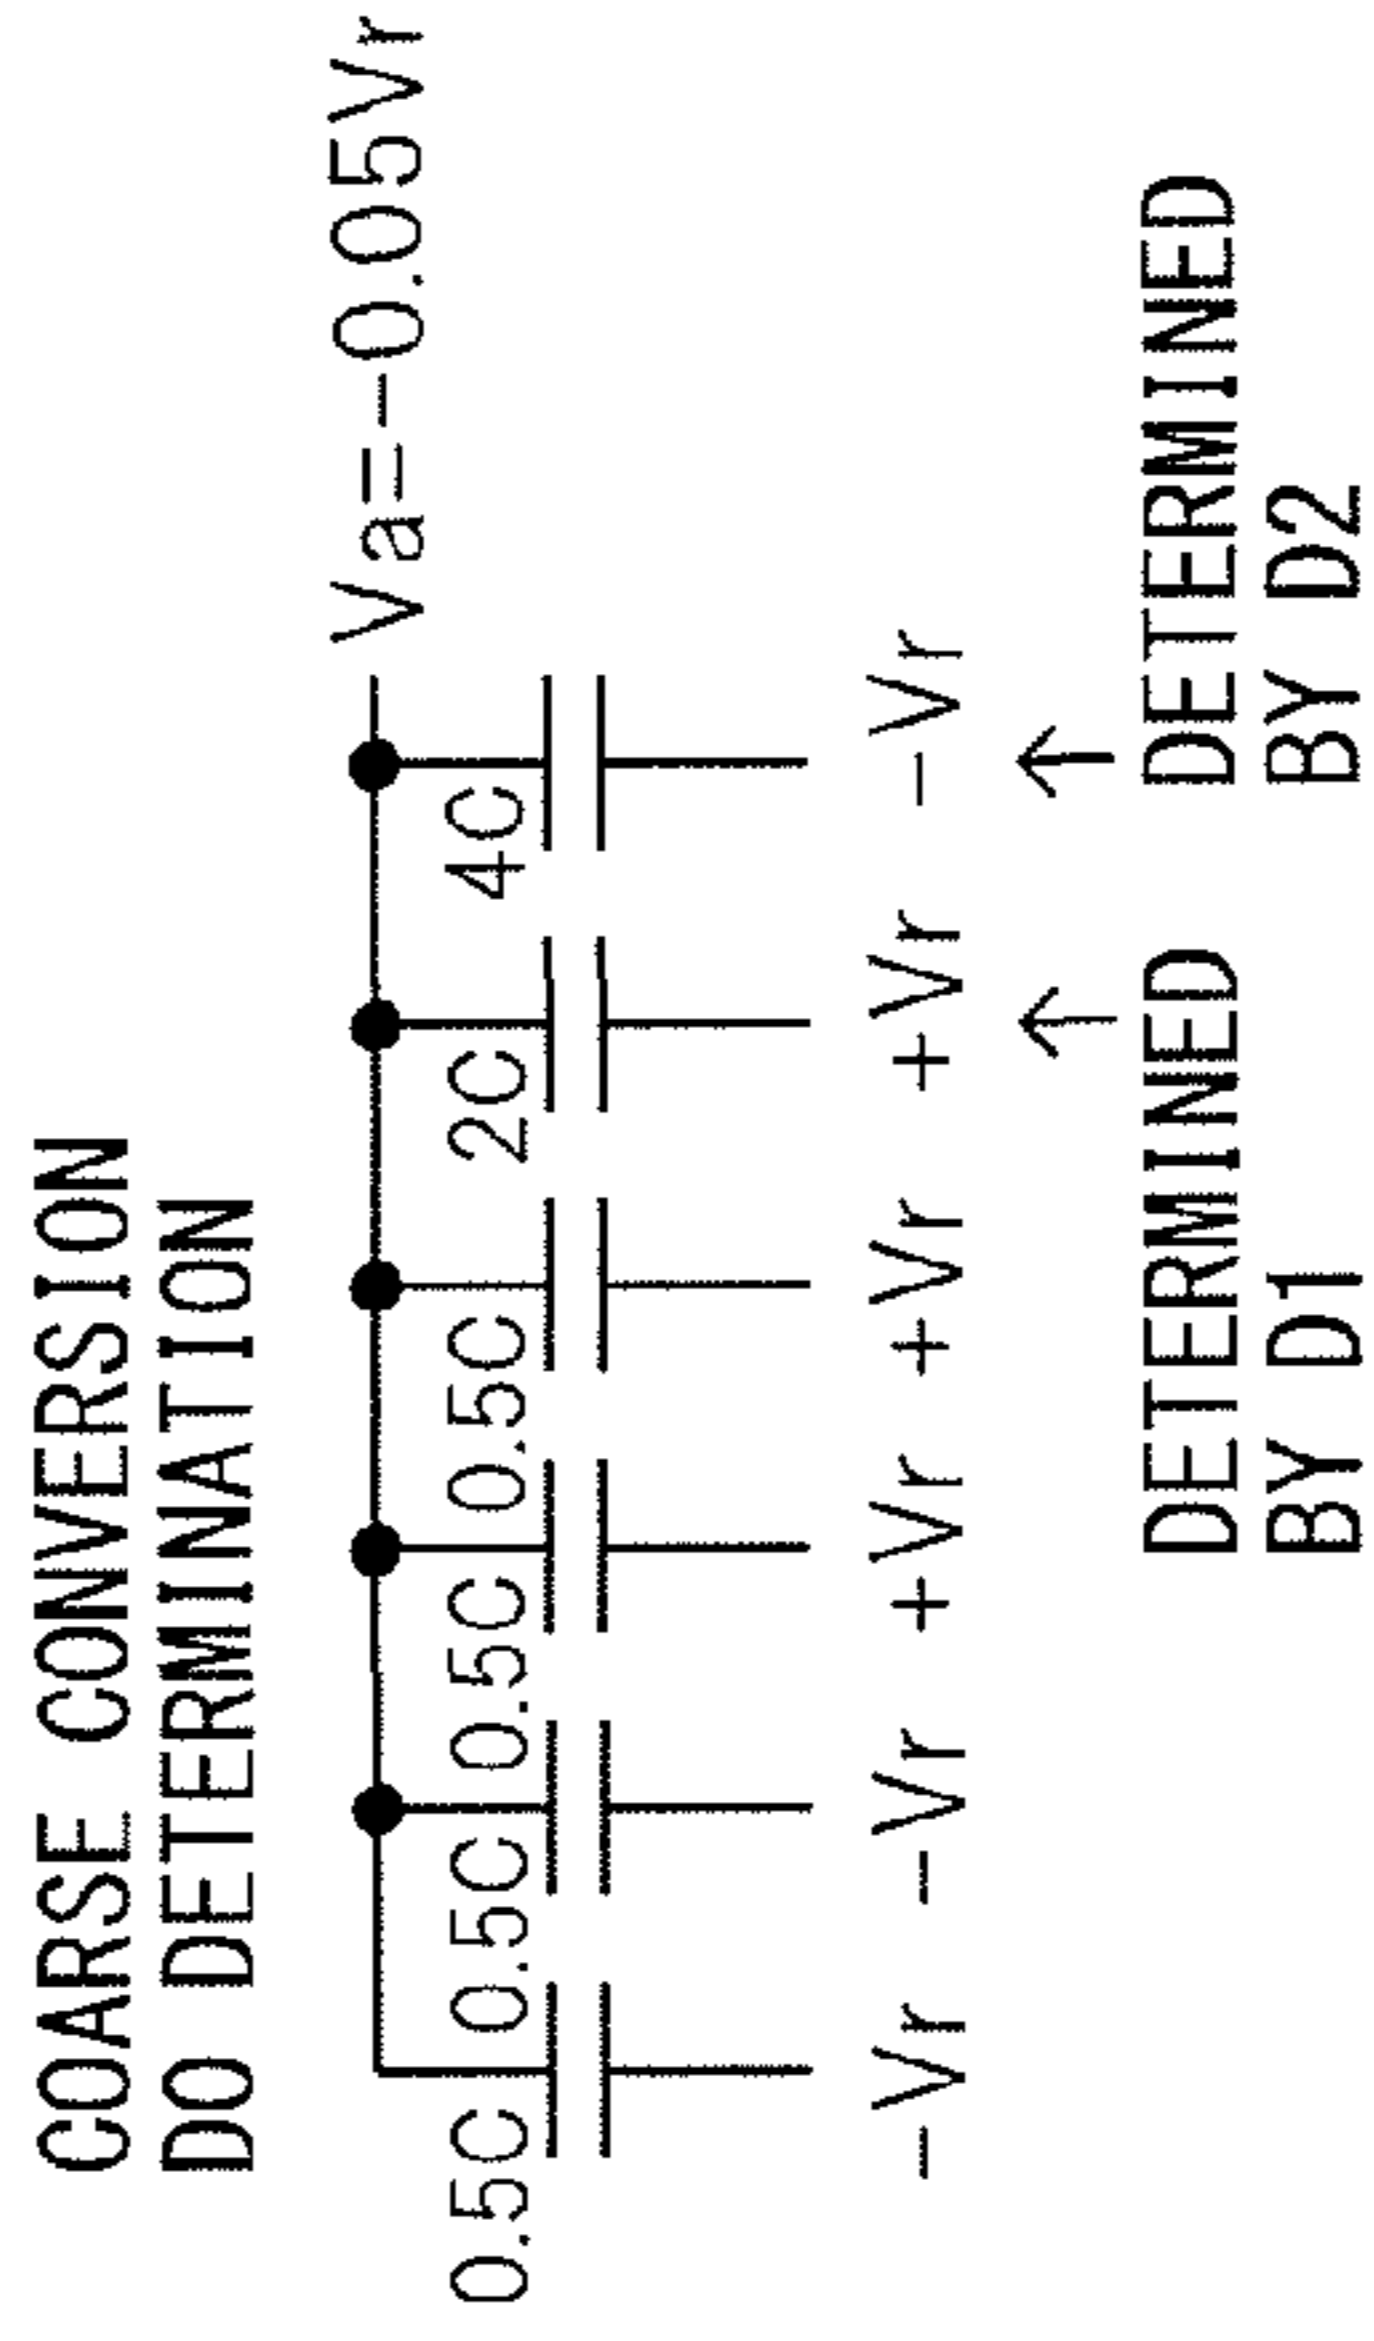 COARSE CONVERSION
D0 DETERMINATION
Va=-0.05Vr
0.5C 0.5C 0.5C 0.5C 2C 4C
-Vr -Vr +Vr +Vr +Vr -Vr
DETERMINED
BY D1
DETERMINED
BY D2